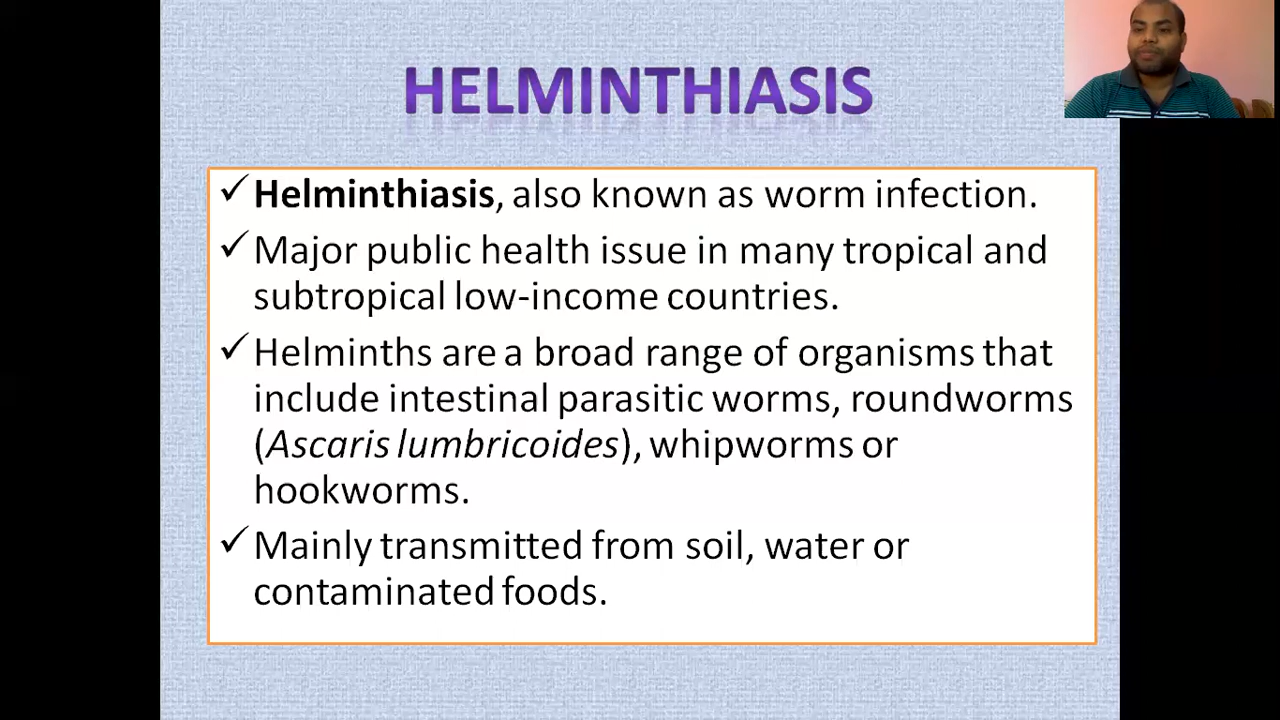 HELMINTHIASIS
✓Helminthiasis, also known as worm infection.
✓Major public health issue in many tropical and
subtropical low-income countries.
✓Helminths are a broad range of organisms that
include intestinal parasitic worms, roundworms
(Ascaris lumbricoides), whipworms or
hookworms.
✓Mainly transmitted from soil, water or
contaminated foods.